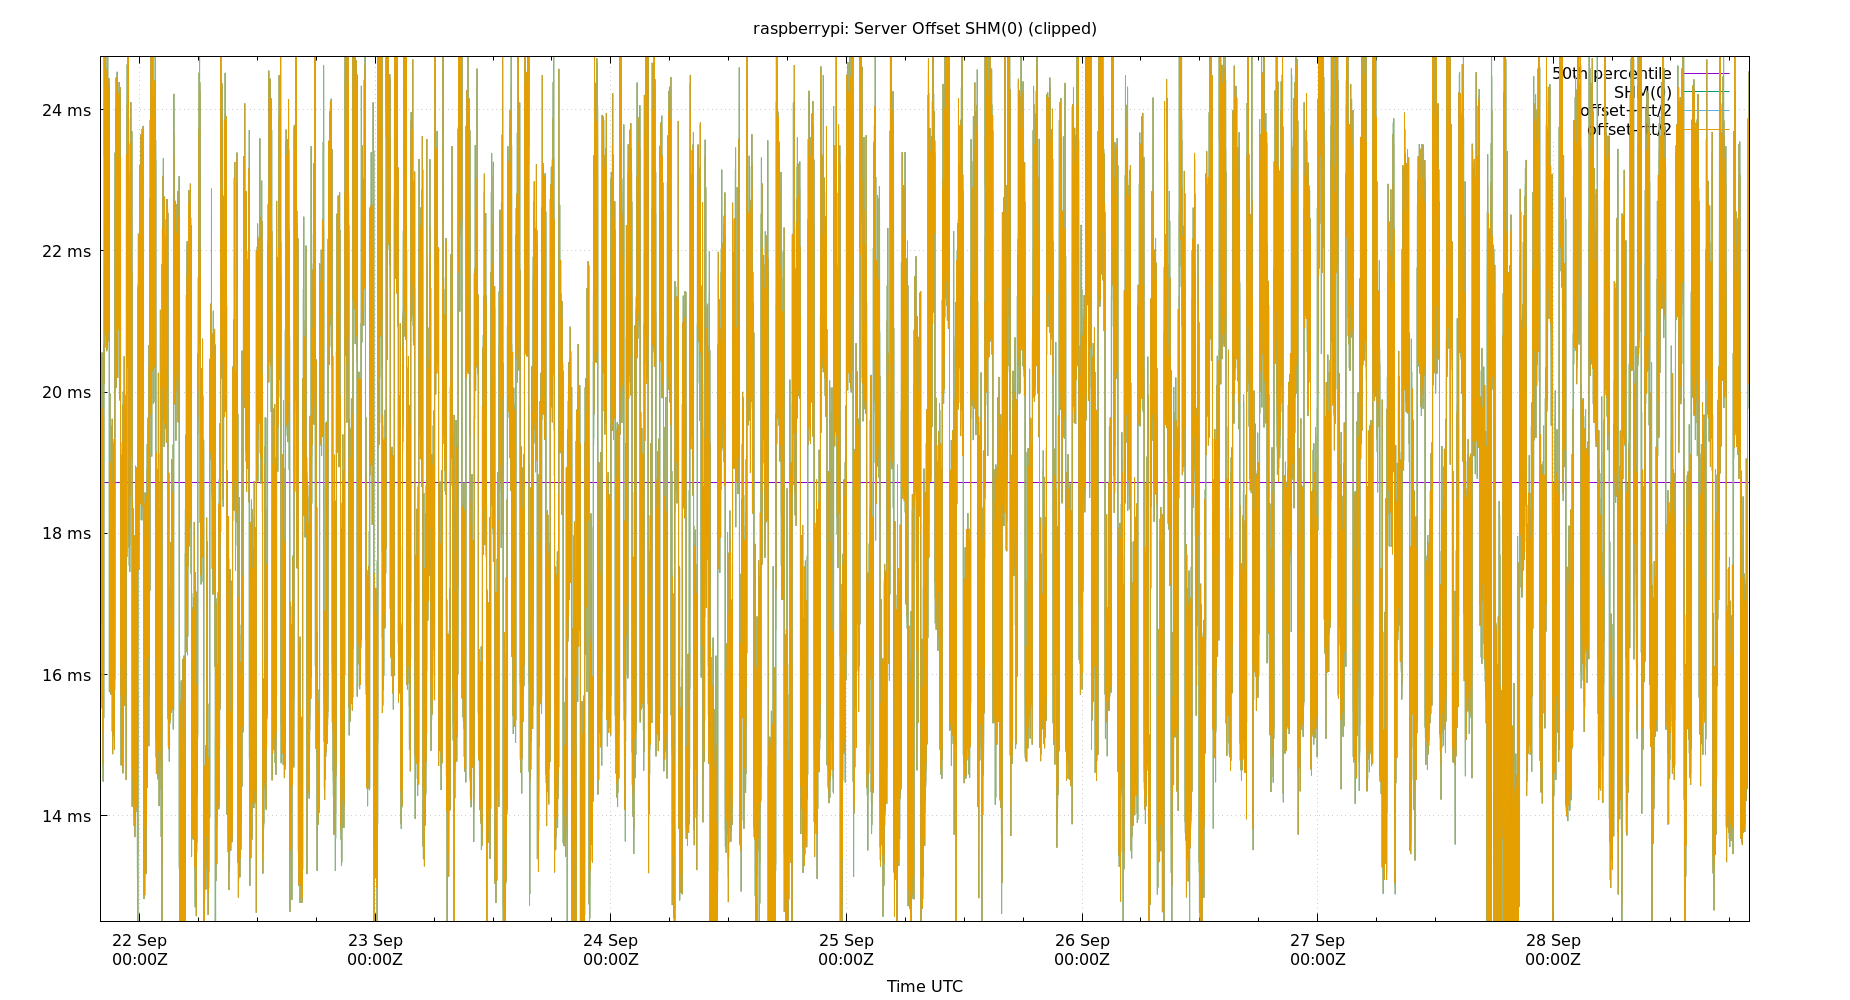 raspberrypi: Server Offset SHM(0) (clipped)
50th percentile
SHM(0)
offset+rtt/2
offset-rtt/2
24 ms
22 ms
20 ms
18 ms
16 ms
14 ms
22 Sep 23 Sep 24 Sep 25 Sep 26 Sep 27 Sep 28 Sep
00:00Z 00:00Z 00:00Z 00:00Z 00:00Z 00:00Z 00:00Z
Time UTC